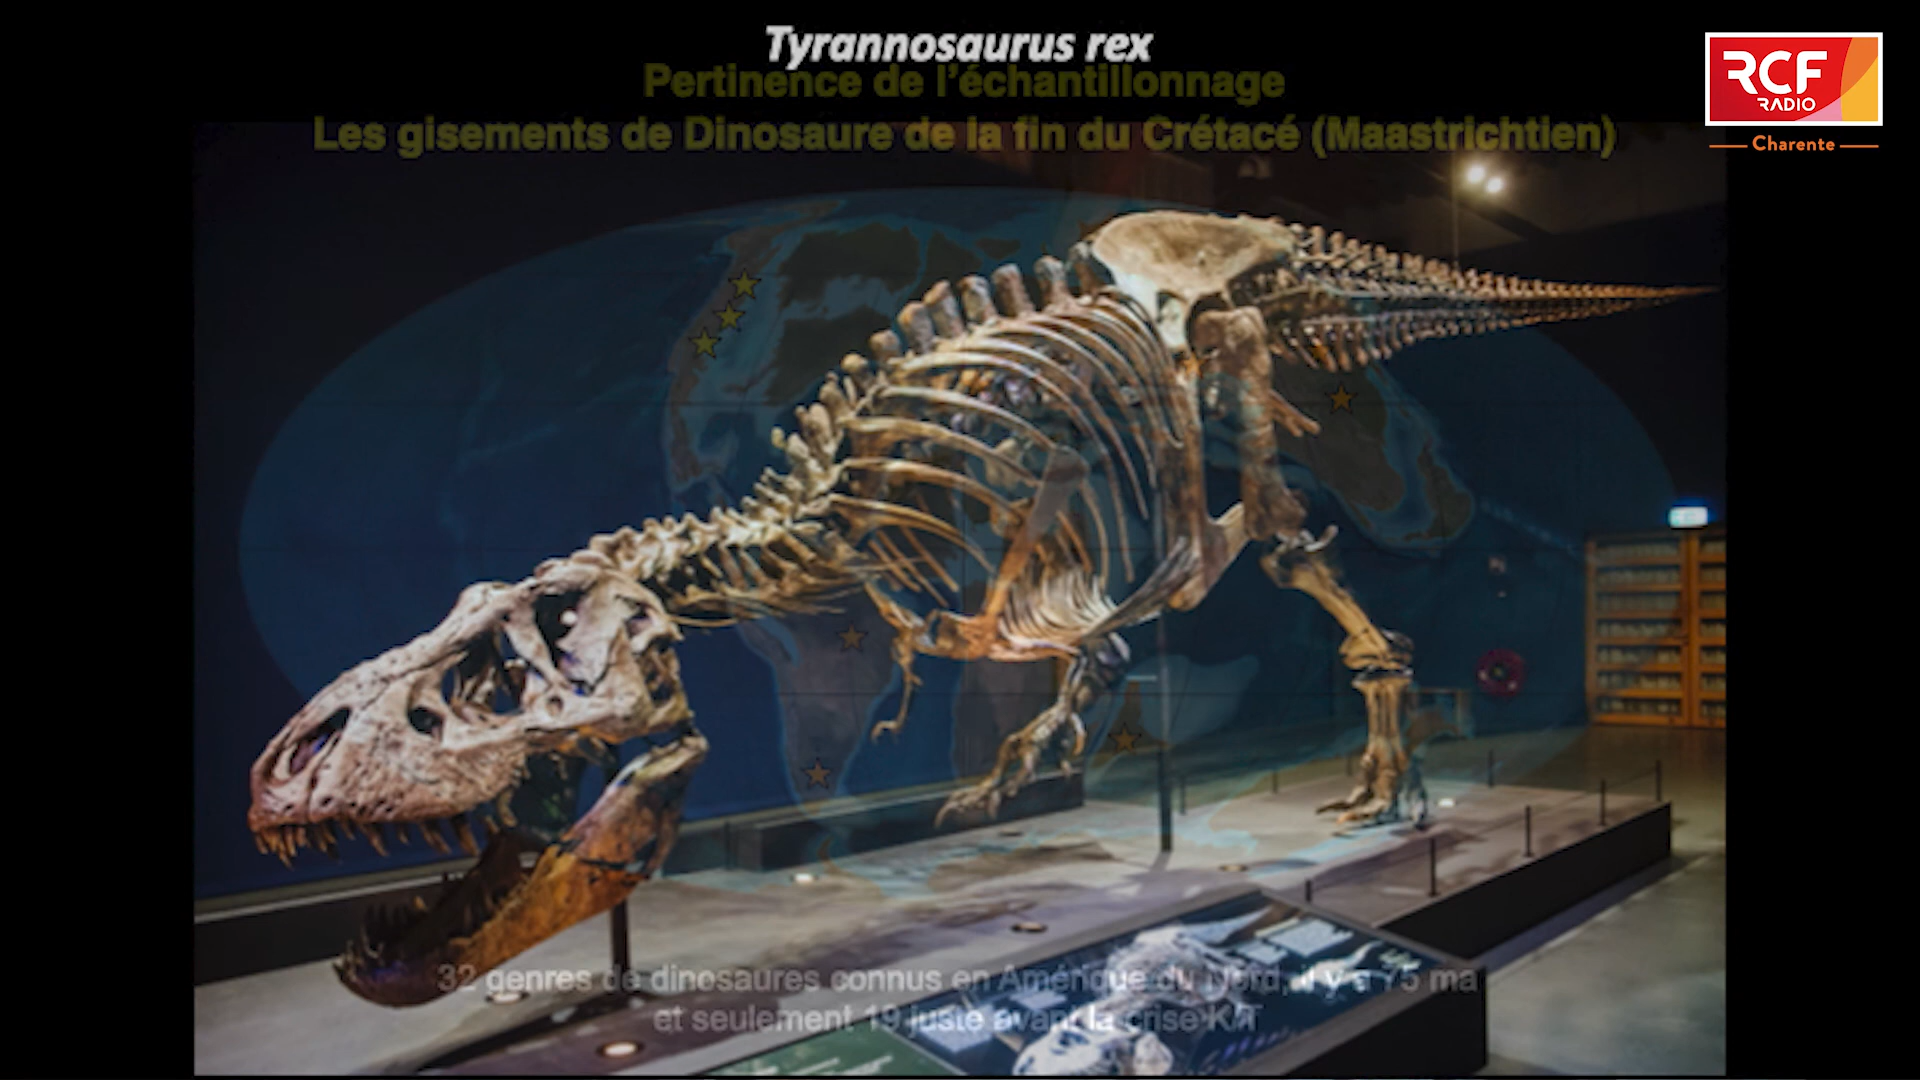 Tyrannosaurus rex
Pertinence de l'échantillonnage
Les gisements de Dinosaure de la fin du Crétacé (Maastrichtien)
RCF
RADIO
Charente
32 genres de dinosaures connus en Amérique du Nord, il y a 75 ma
et seulement 19 juste avant la crise K/T